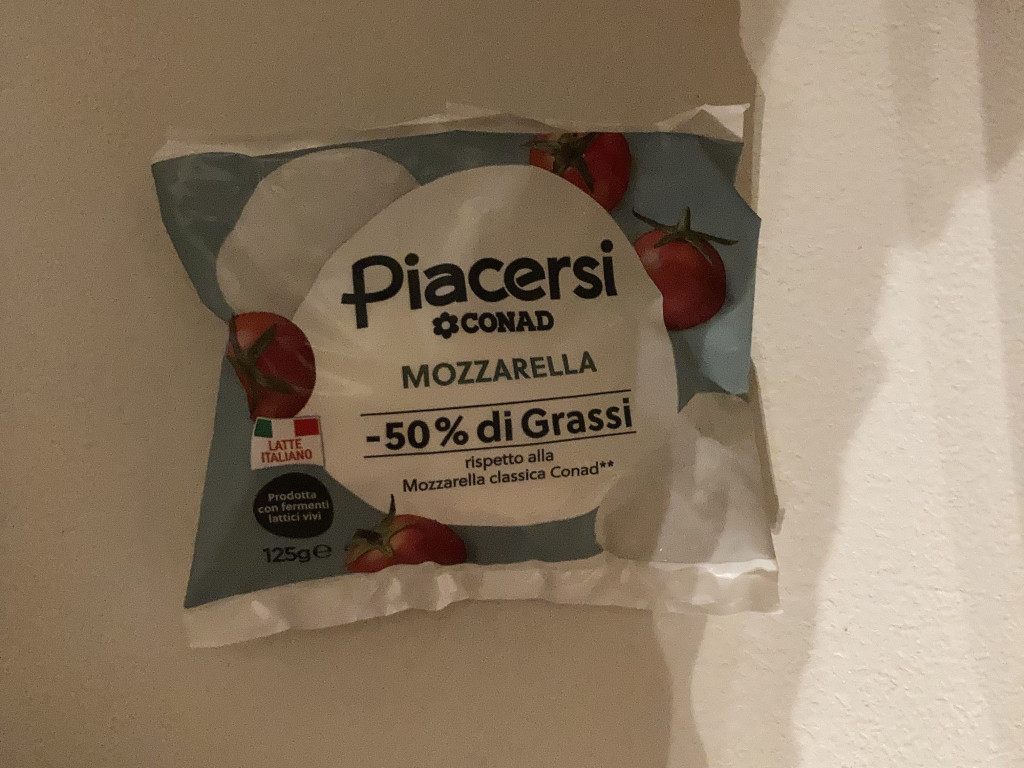 Piacersi
CONAD
MOZZARELLA
-50% di Grassi
rispetto alla
Mozzarella classica Conad**
LATTE
ITALIANO
Prodotta
con fermenti
lattici vivi
125g℮